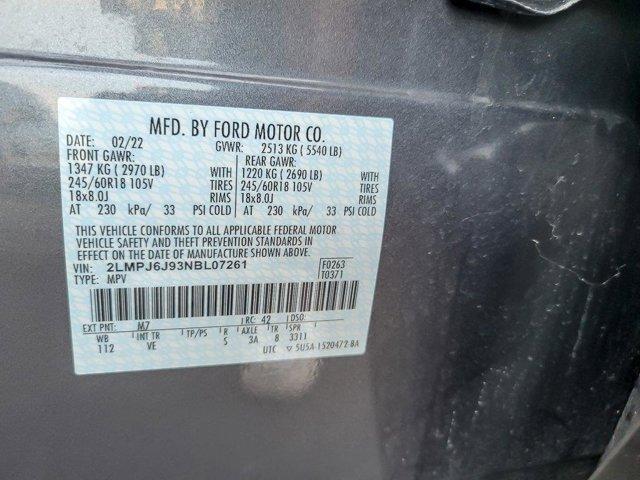 MFD. BY FORD MOTOR CO.
DATE: 02/22 GVWR: 2513 KG ( 5540 LB)
FRONT GAWR: REAR GAWR:
1347 KG ( 2970 LB) WITH 1220 KG ( 2690 LB) WITH
245/60R18 105V TIRES 245/60R18 105V TIRES
18x8.0J RIMS 18x8.0J RIMS
AT 230 kPa/ 33 PSI COLD AT 230 kPa/ 33 PSI COLD
THIS VEHICLE CONFORMS TO ALL APPLICABLE FEDERAL MOTOR
VEHICLE SAFETY AND THEFT PREVENTION STANDARDS IN
EFFECT ON THE DATE OF MANUFACTURE SHOWN ABOVE.
VIN: 2LMPJ6J93NBL07261 F0263
TYPE: MPV T0371
EXT PNT: M7 RC: 42 DSO:
WB INT TR TP/PS R AXLE TR SPR
112 VE S 3A 8 3311
UTC ▽ 5U5A-1520472-BA